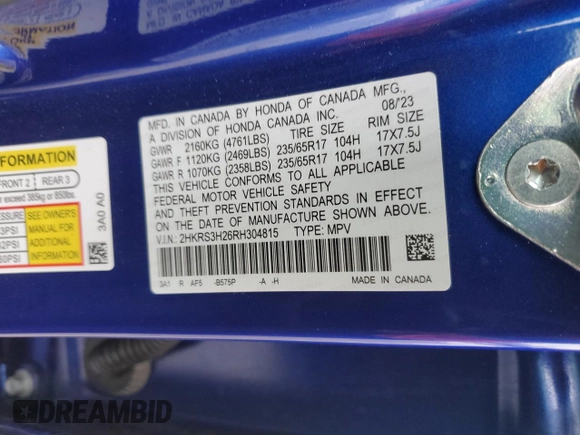 MFD. IN CANADA BY HONDA OF CANADA MFG.,
A DIVISION OF HONDA CANADA INC. 08/23
GVWR 2160KG (4761LBS) TIRE SIZE RIM SIZE
GAWR F 1120KG (2469LBS) 235/65R17 104H 17X7.5J
GAWR R 1070KG (2358LBS) 235/65R17 104H 17X7.5J
THIS VEHICLE CONFORMS TO ALL APPLICABLE
FEDERAL MOTOR VEHICLE SAFETY
AND THEFT PREVENTION STANDARDS IN EFFECT
ON THE DATE OF MANUFACTURE SHOWN ABOVE.
V.I.N.: 2HKRS3H26RH304815 TYPE: MPV
3A1 R AF5 -B575P -A -H MADE IN CANADA
FORMATION
FRONT 2 REAR 3
exceed 385kg or 850lbs.
SEE OWNER'S
MANUAL FOR
ADDITIONAL
INFORMATION
3A0 A0
DREAMBID